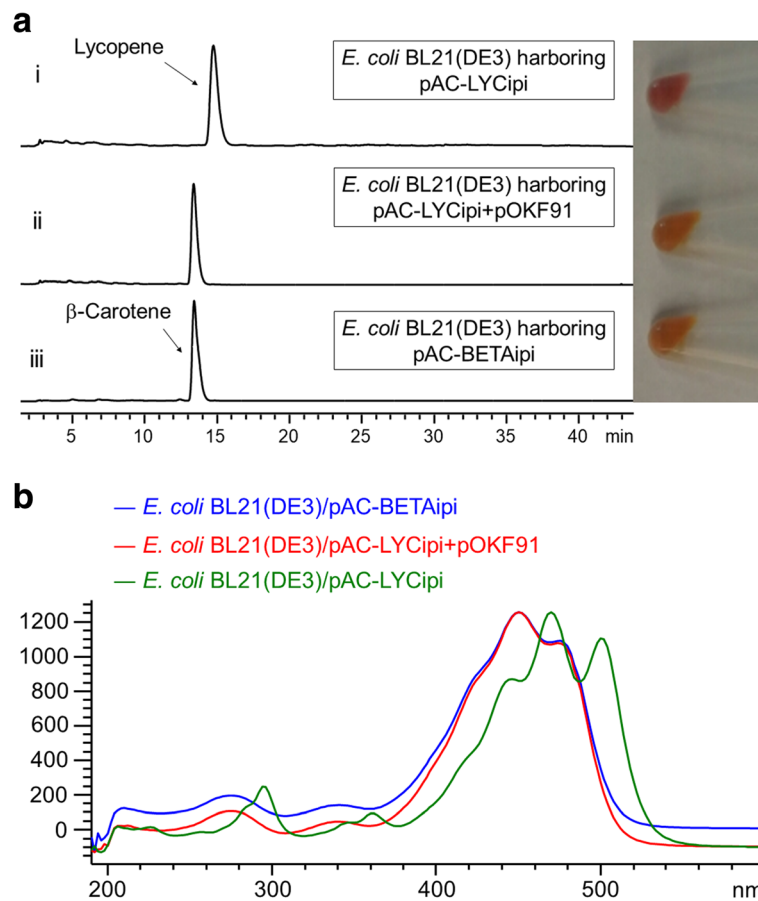 a
Lycopene
i
E. coli BL21(DE3) harboring
pAC-LYCipi
ii
E. coli BL21(DE3) harboring
pAC-LYCipi+pOKF91
β-Carotene
iii
E. coli BL21(DE3) harboring
pAC-BETAipi
5 10 15 20 25 30 35 40 min
b
— E. coli BL21(DE3)/pAC-BETAipi
— E. coli BL21(DE3)/pAC-LYCipi+pOKF91
— E. coli BL21(DE3)/pAC-LYCipi
1200
1000
800
600
400
200
0
200 300 400 500 nm